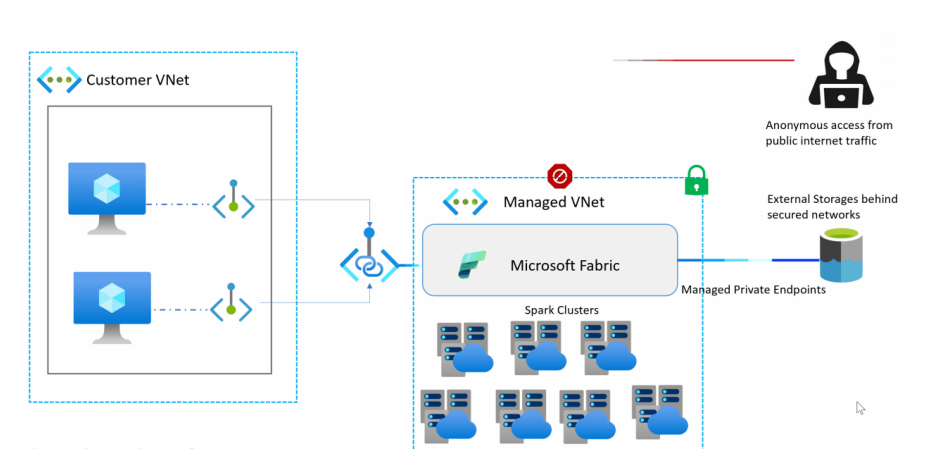 Customer VNet
Anonymous access from
public internet traffic
Managed VNet
External Storages behind
secured networks
Microsoft Fabric
Managed Private Endpoints
Spark Clusters